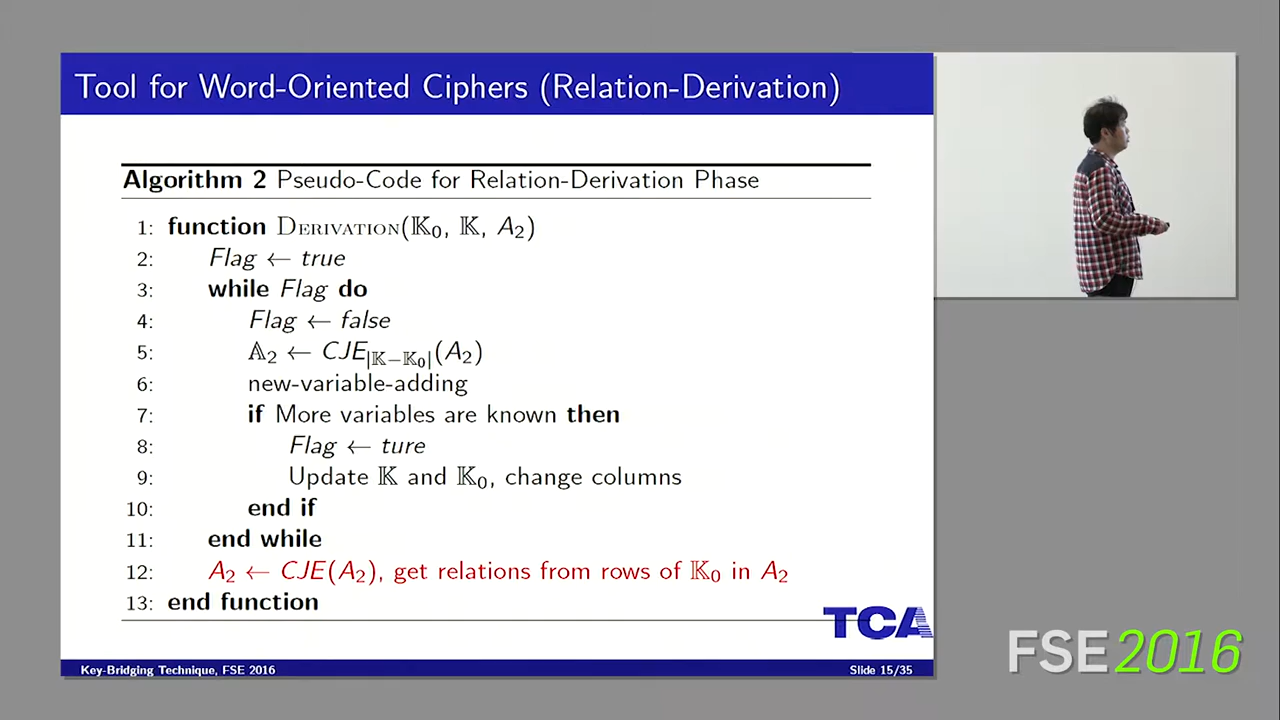 Tool for Word-Oriented Ciphers (Relation-Derivation)
Algorithm 2 Pseudo-Code for Relation-Derivation Phase
1: function DERIVATION(𝕂₀, 𝕂, A₂)
2: Flag ← true
3: while Flag do
4: Flag ← false
5: 𝔸₂ ← CJE|𝕂−𝕂₀|(A₂)
6: new-variable-adding
7: if More variables are known then
8: Flag ← ture
9: Update 𝕂 and 𝕂₀, change columns
10: end if
11: end while
12: A₂ ← CJE(A₂), get relations from rows of 𝕂₀ in A₂
13: end function
TCA
Key-Bridging Technique, FSE 2016
Slide 15/35
FSE2016